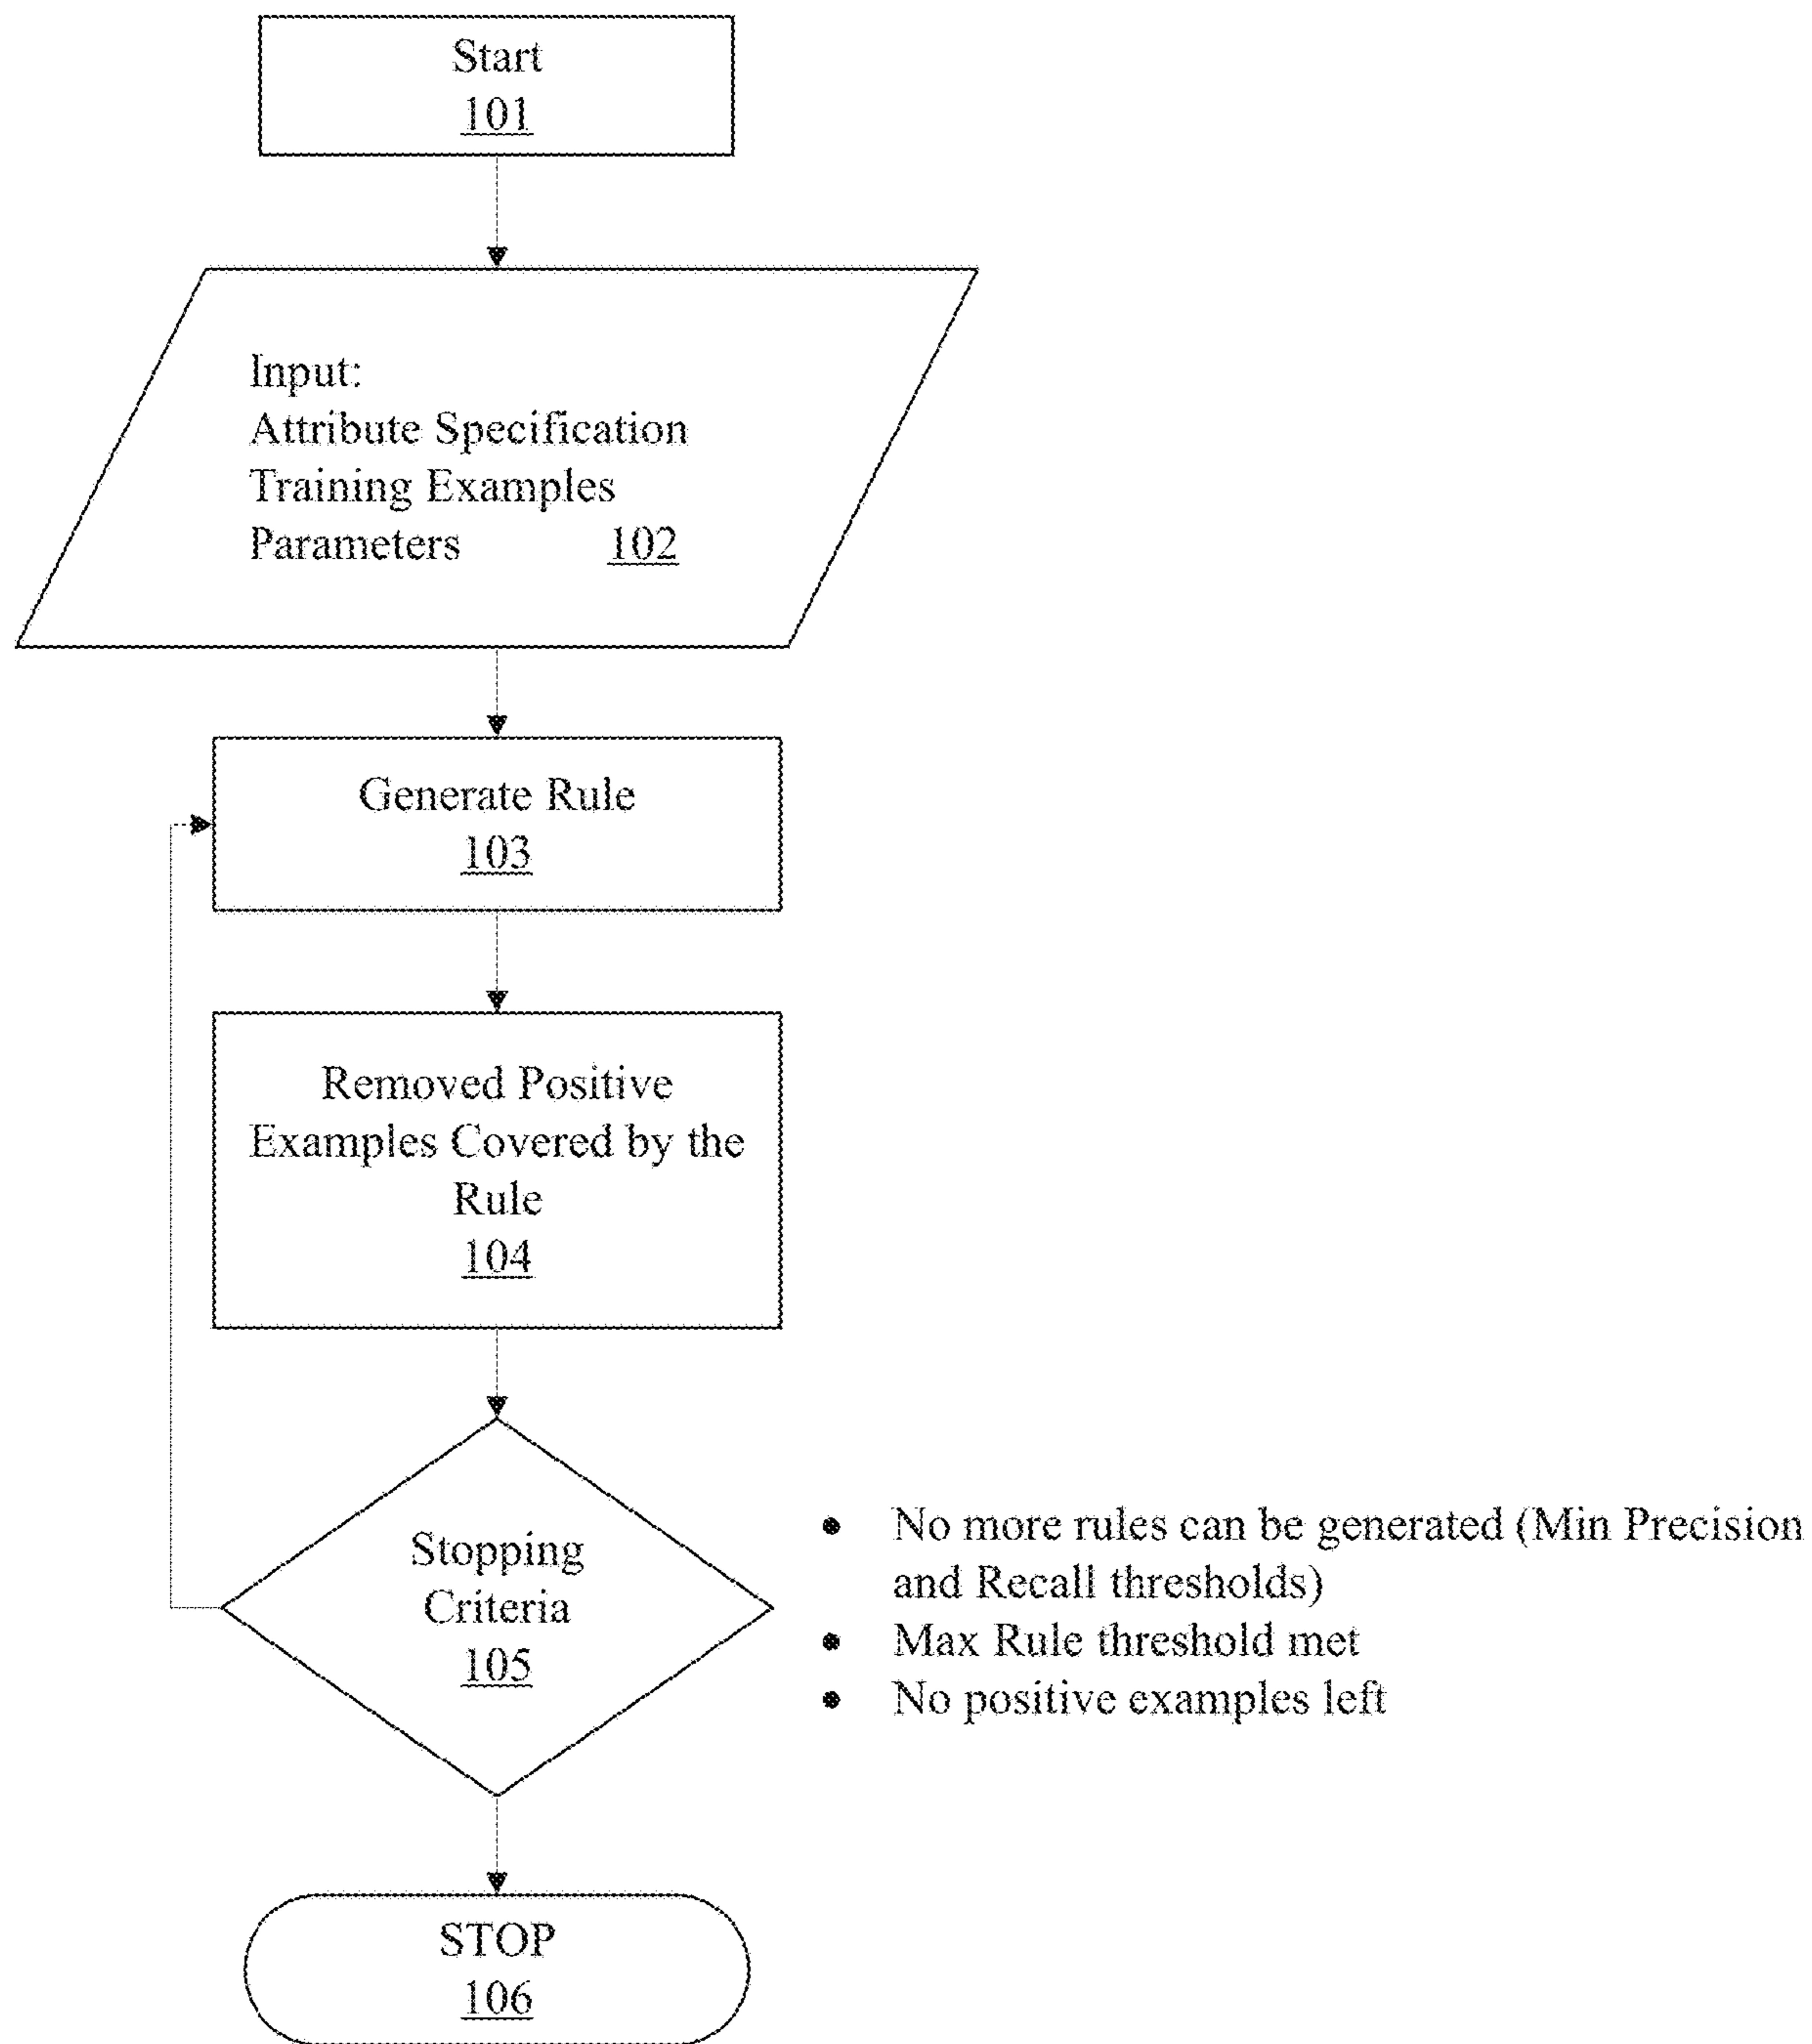 Start
101
Input:
Attribute Specification
Training Examples
Parameters 102
Generate Rule
103
Removed Positive
Examples Covered by the
Rule
104
Stopping
Criteria
105
• No more rules can be generated (Min Precision
and Recall thresholds)
• Max Rule threshold met
• No positive examples left
STOP
106